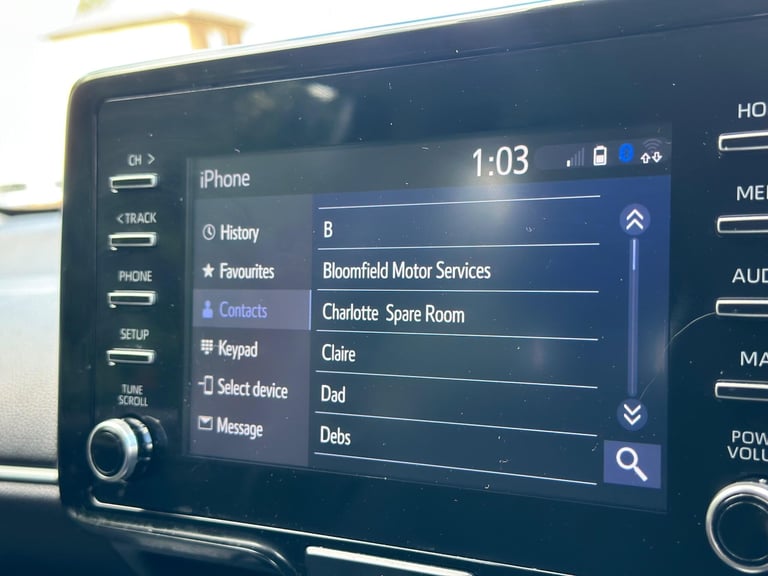 CH >
< TRACK
PHONE
SETUP
TUNE
SCROLL
iPhone
1:03
History
Favourites
Contacts
Keypad
Select device
Message
B
Bloomfield Motor Services
Charlotte Spare Room
Claire
Dad
Debs
HO
ME
AUD
MA
POW
VOLU